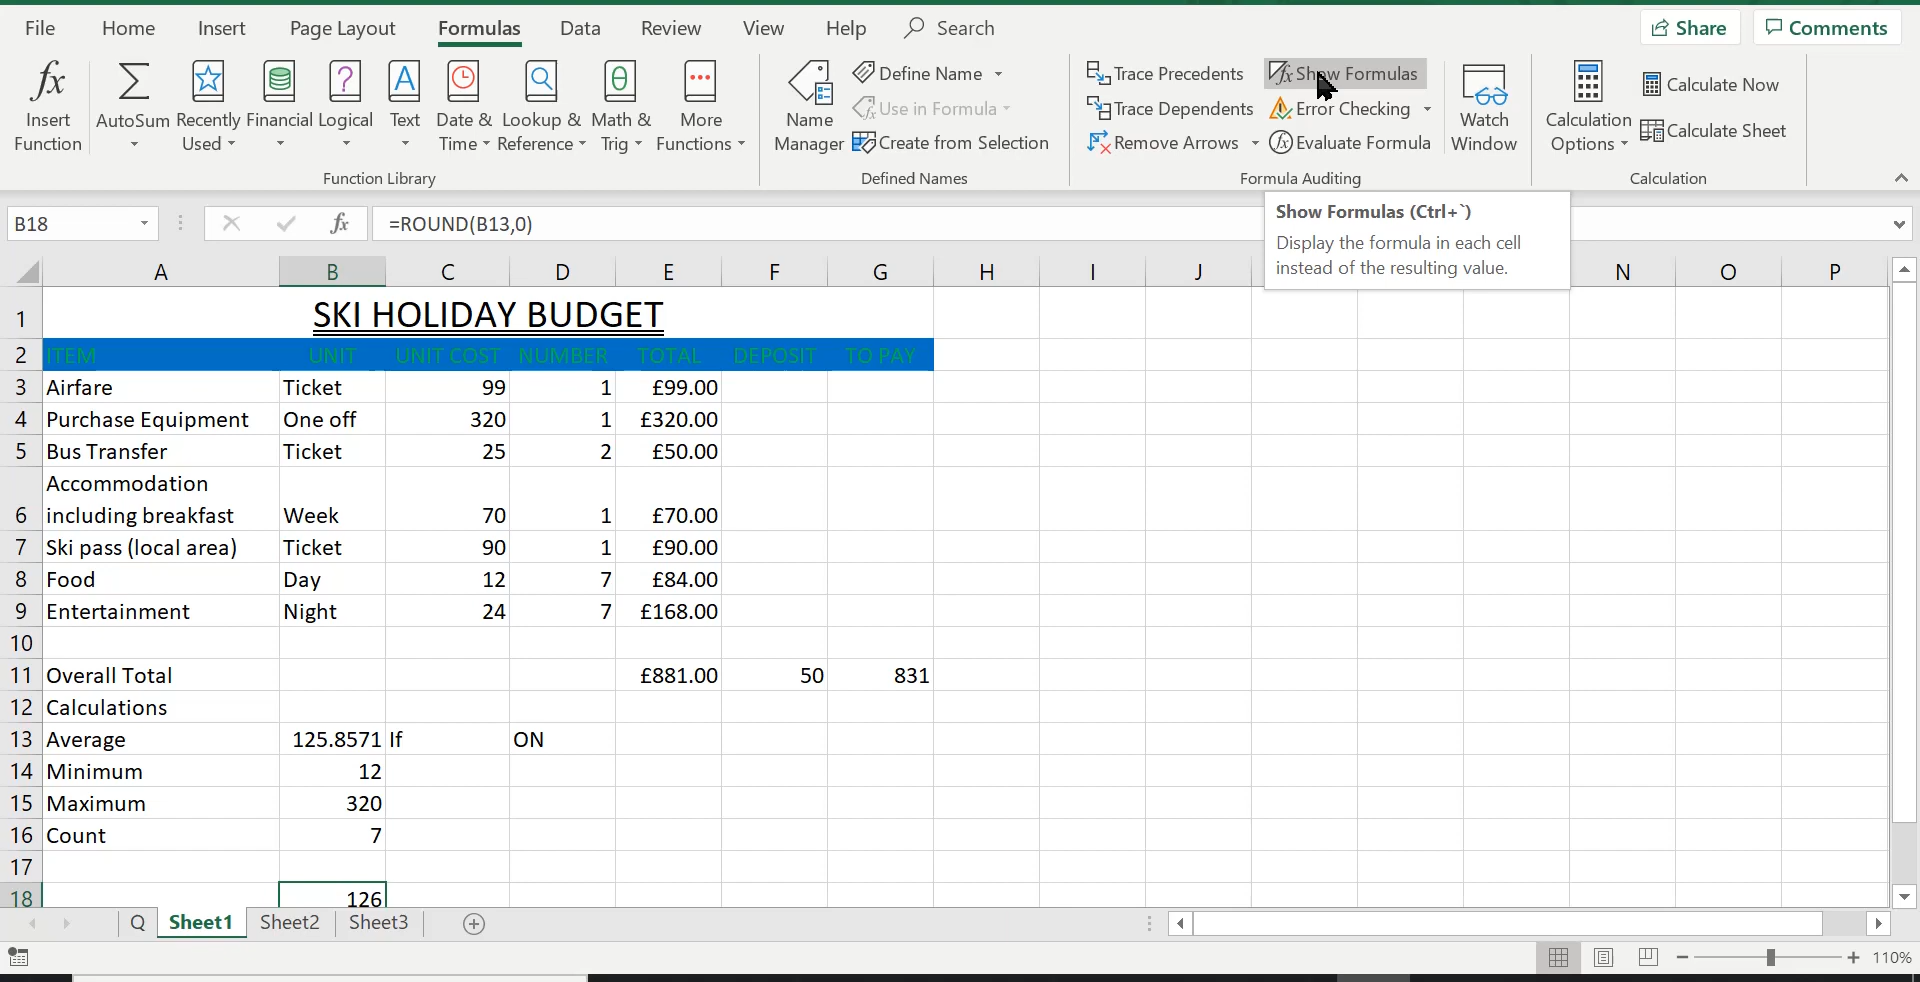 File Home Insert Page Layout Formulas Data Review View Help Search Share Comments
fx Σ ? A θ Define Name Trace Precedents fx Show Formulas Calculate Now
Use in Formula Trace Dependents Error Checking
Insert Function AutoSum Recently Used Financial Logical Text Date & Time Lookup & Reference Math & Trig More Functions Name Manager Create from Selection Remove Arrows fx Evaluate Formula Watch Window Calculation Options Calculate Sheet
Function Library Defined Names Formula Auditing Calculation
B18 fx =ROUND(B13,0)
Show Formulas (Ctrl+`)
Display the formula in each cell
instead of the resulting value.
A B C D E F G H I J N O P
1 SKI HOLIDAY BUDGET
2 ITEM UNIT UNIT COST NUMBER TOTAL DEPOSIT TO PAY
3 Airfare Ticket 99 1 £99.00
4 Purchase Equipment One off 320 1 £320.00
5 Bus Transfer Ticket 25 2 £50.00
Accommodation
6 including breakfast Week 70 1 £70.00
7 Ski pass (local area) Ticket 90 1 £90.00
8 Food Day 12 7 £84.00
9 Entertainment Night 24 7 £168.00
10
11 Overall Total £881.00 50 831
12 Calculations
13 Average 125.8571 If ON
14 Minimum 12
15 Maximum 320
16 Count 7
17
18 126
Q Sheet1 Sheet2 Sheet3
110%